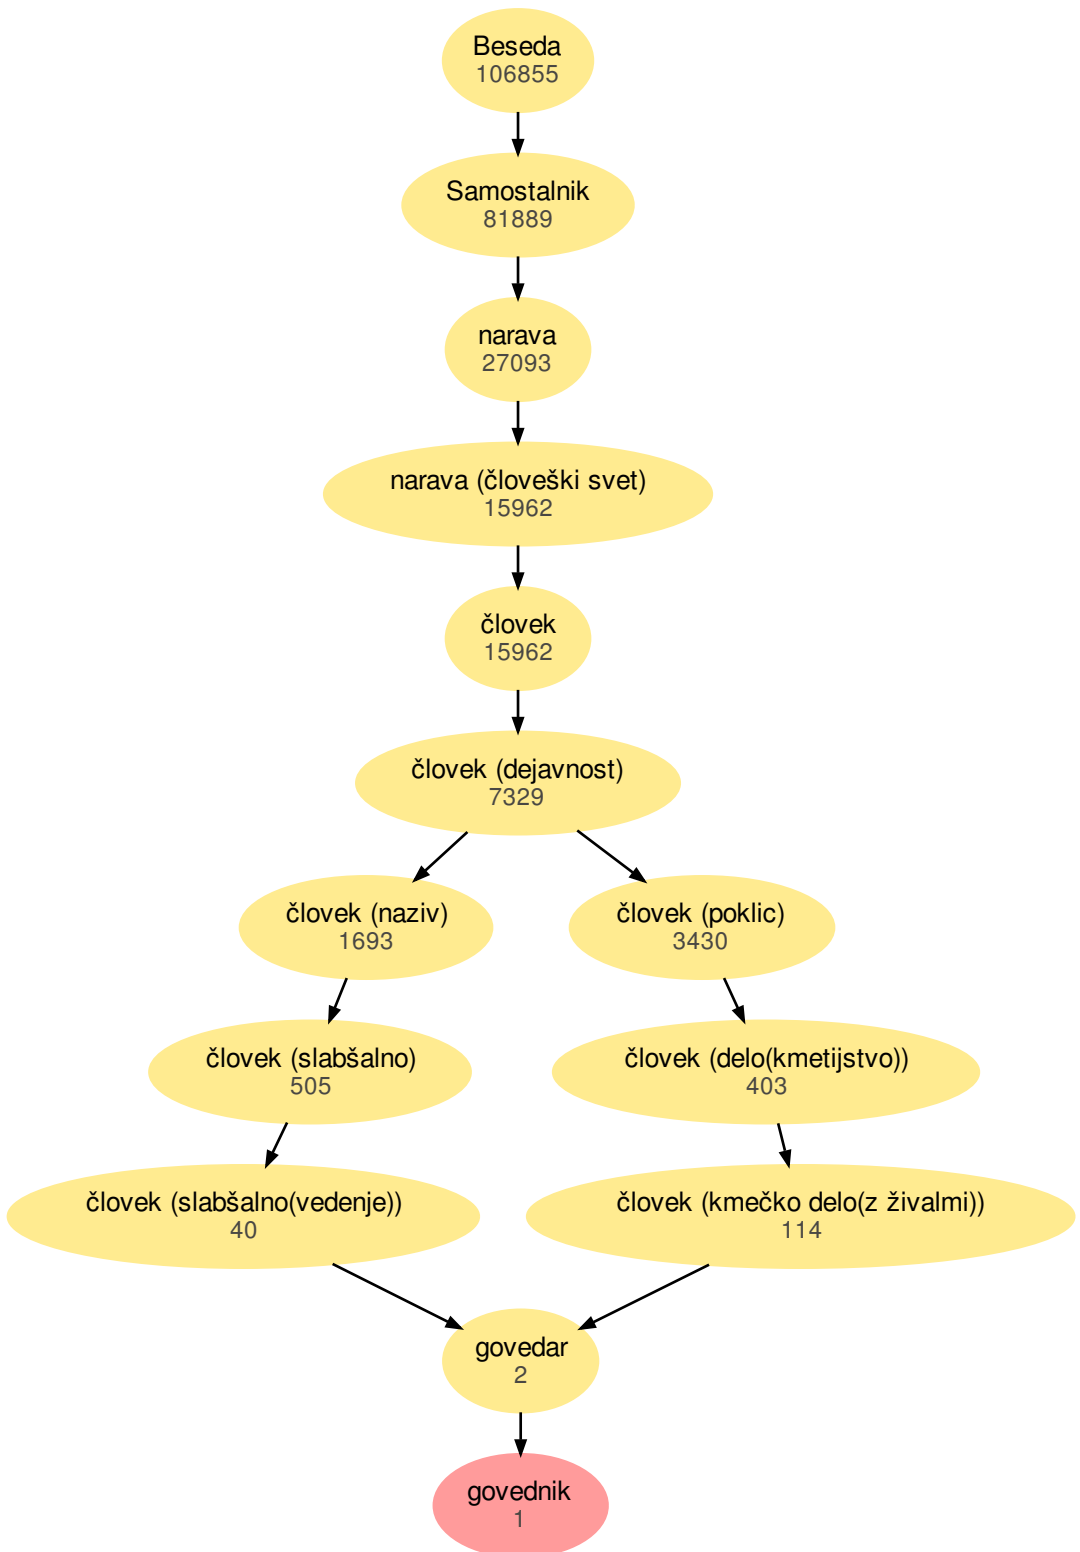 Beseda
106855
Samostalnik
81889
narava
27093
narava (človeški svet)
15962
človek
15962
človek (dejavnost)
7329
človek (naziv)
1693
človek (poklic)
3430
človek (slabšalno)
505
človek (delo(kmetijstvo))
403
človek (slabšalno(vedenje))
40
človek (kmečko delo(z živalmi))
114
govedar
2
govednik
1